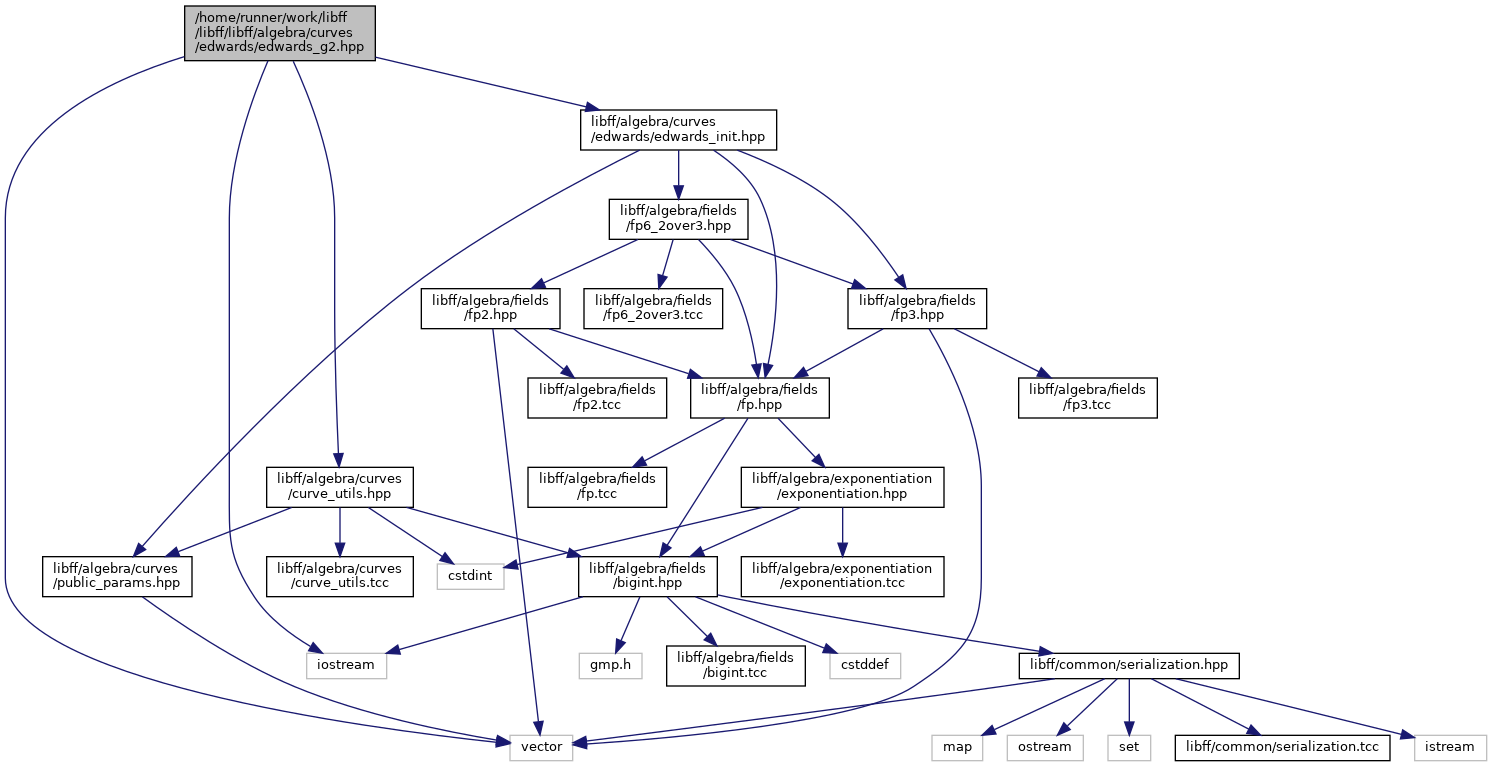 /home/runner/work/libff
/libff/libff/algebra/curves
/edwards/edwards_g2.hpp
libff/algebra/curves
/edwards/edwards_init.hpp
libff/algebra/fields
/fp6_2over3.hpp
libff/algebra/fields
/fp2.hpp
libff/algebra/fields
/fp6_2over3.tcc
libff/algebra/fields
/fp3.hpp
libff/algebra/fields
/fp2.tcc
libff/algebra/fields
/fp.hpp
libff/algebra/fields
/fp3.tcc
libff/algebra/curves
/curve_utils.hpp
libff/algebra/fields
/fp.tcc
libff/algebra/exponentiation
/exponentiation.hpp
libff/algebra/curves
/public_params.hpp
libff/algebra/curves
/curve_utils.tcc
cstdint
libff/algebra/fields
/bigint.hpp
libff/algebra/exponentiation
/exponentiation.tcc
iostream
gmp.h
libff/algebra/fields
/bigint.tcc
cstddef
libff/common/serialization.hpp
vector
map
ostream
set
libff/common/serialization.tcc
istream